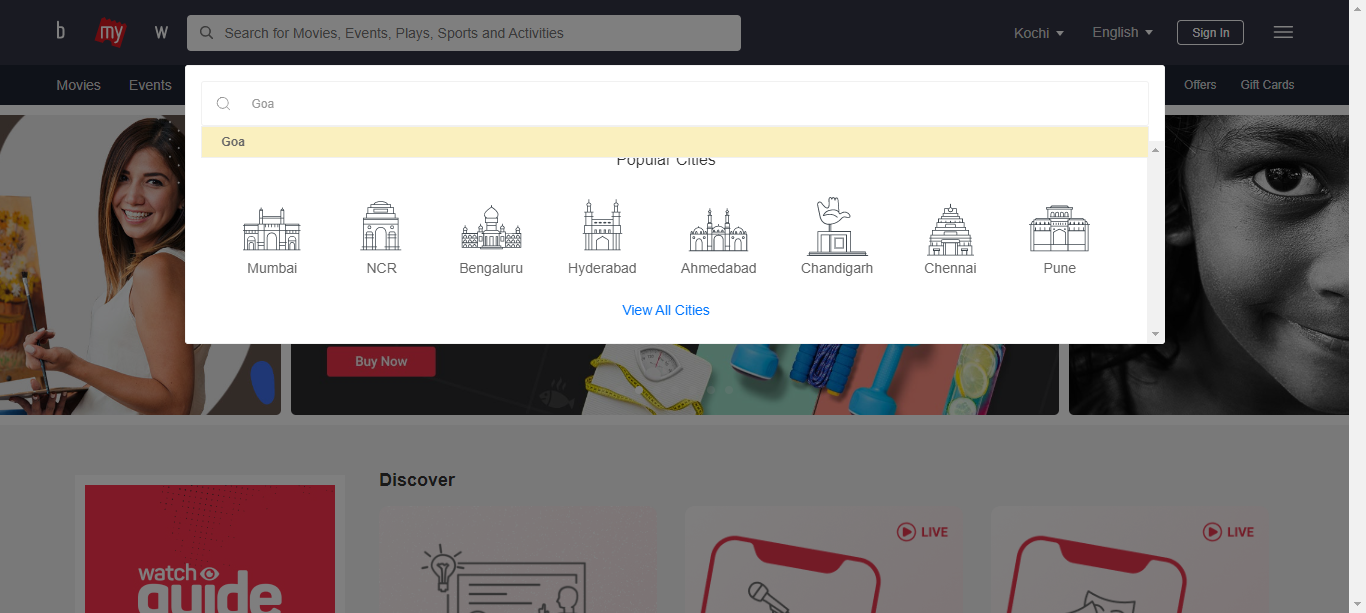 b my w
Search for Movies, Events, Plays, Sports and Activities
Kochi
English
Sign In
Movies
Events
Offers
Gift Cards
Goa
Goa
Popular Cities
Mumbai
NCR
Bengaluru
Hyderabad
Ahmedabad
Chandigarh
Chennai
Pune
View All Cities
Buy Now
Discover
LIVE
LIVE
watch
guide